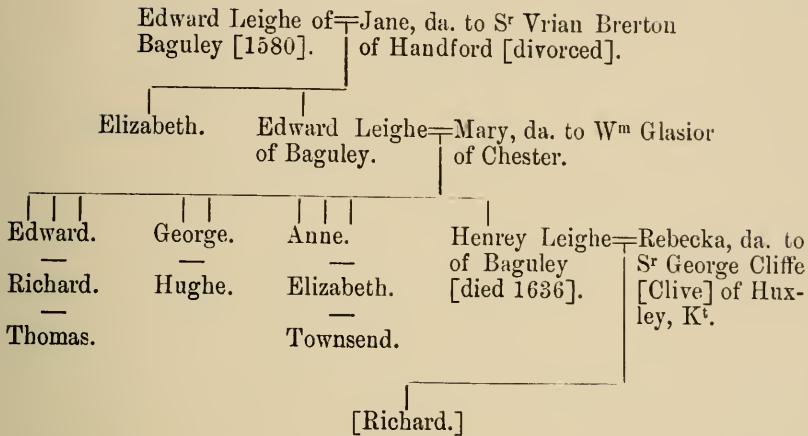 Edward Leighe of=Jane, da. to Sʳ Vrian Brerton
Baguley [1580]. of Handford [divorced].
Elizabeth. Edward Leighe=Mary, da. to Wᵐ Glasior
of Baguley. of Chester.
Edward. George. Anne. Henrey Leighe=Rebecka, da. to
of Baguley Sʳ George Cliffe
Richard. Hughe. Elizabeth. [died 1636]. [Clive] of Hux-
ley, Kᵗ.
Thomas. Townsend.
[Richard.]